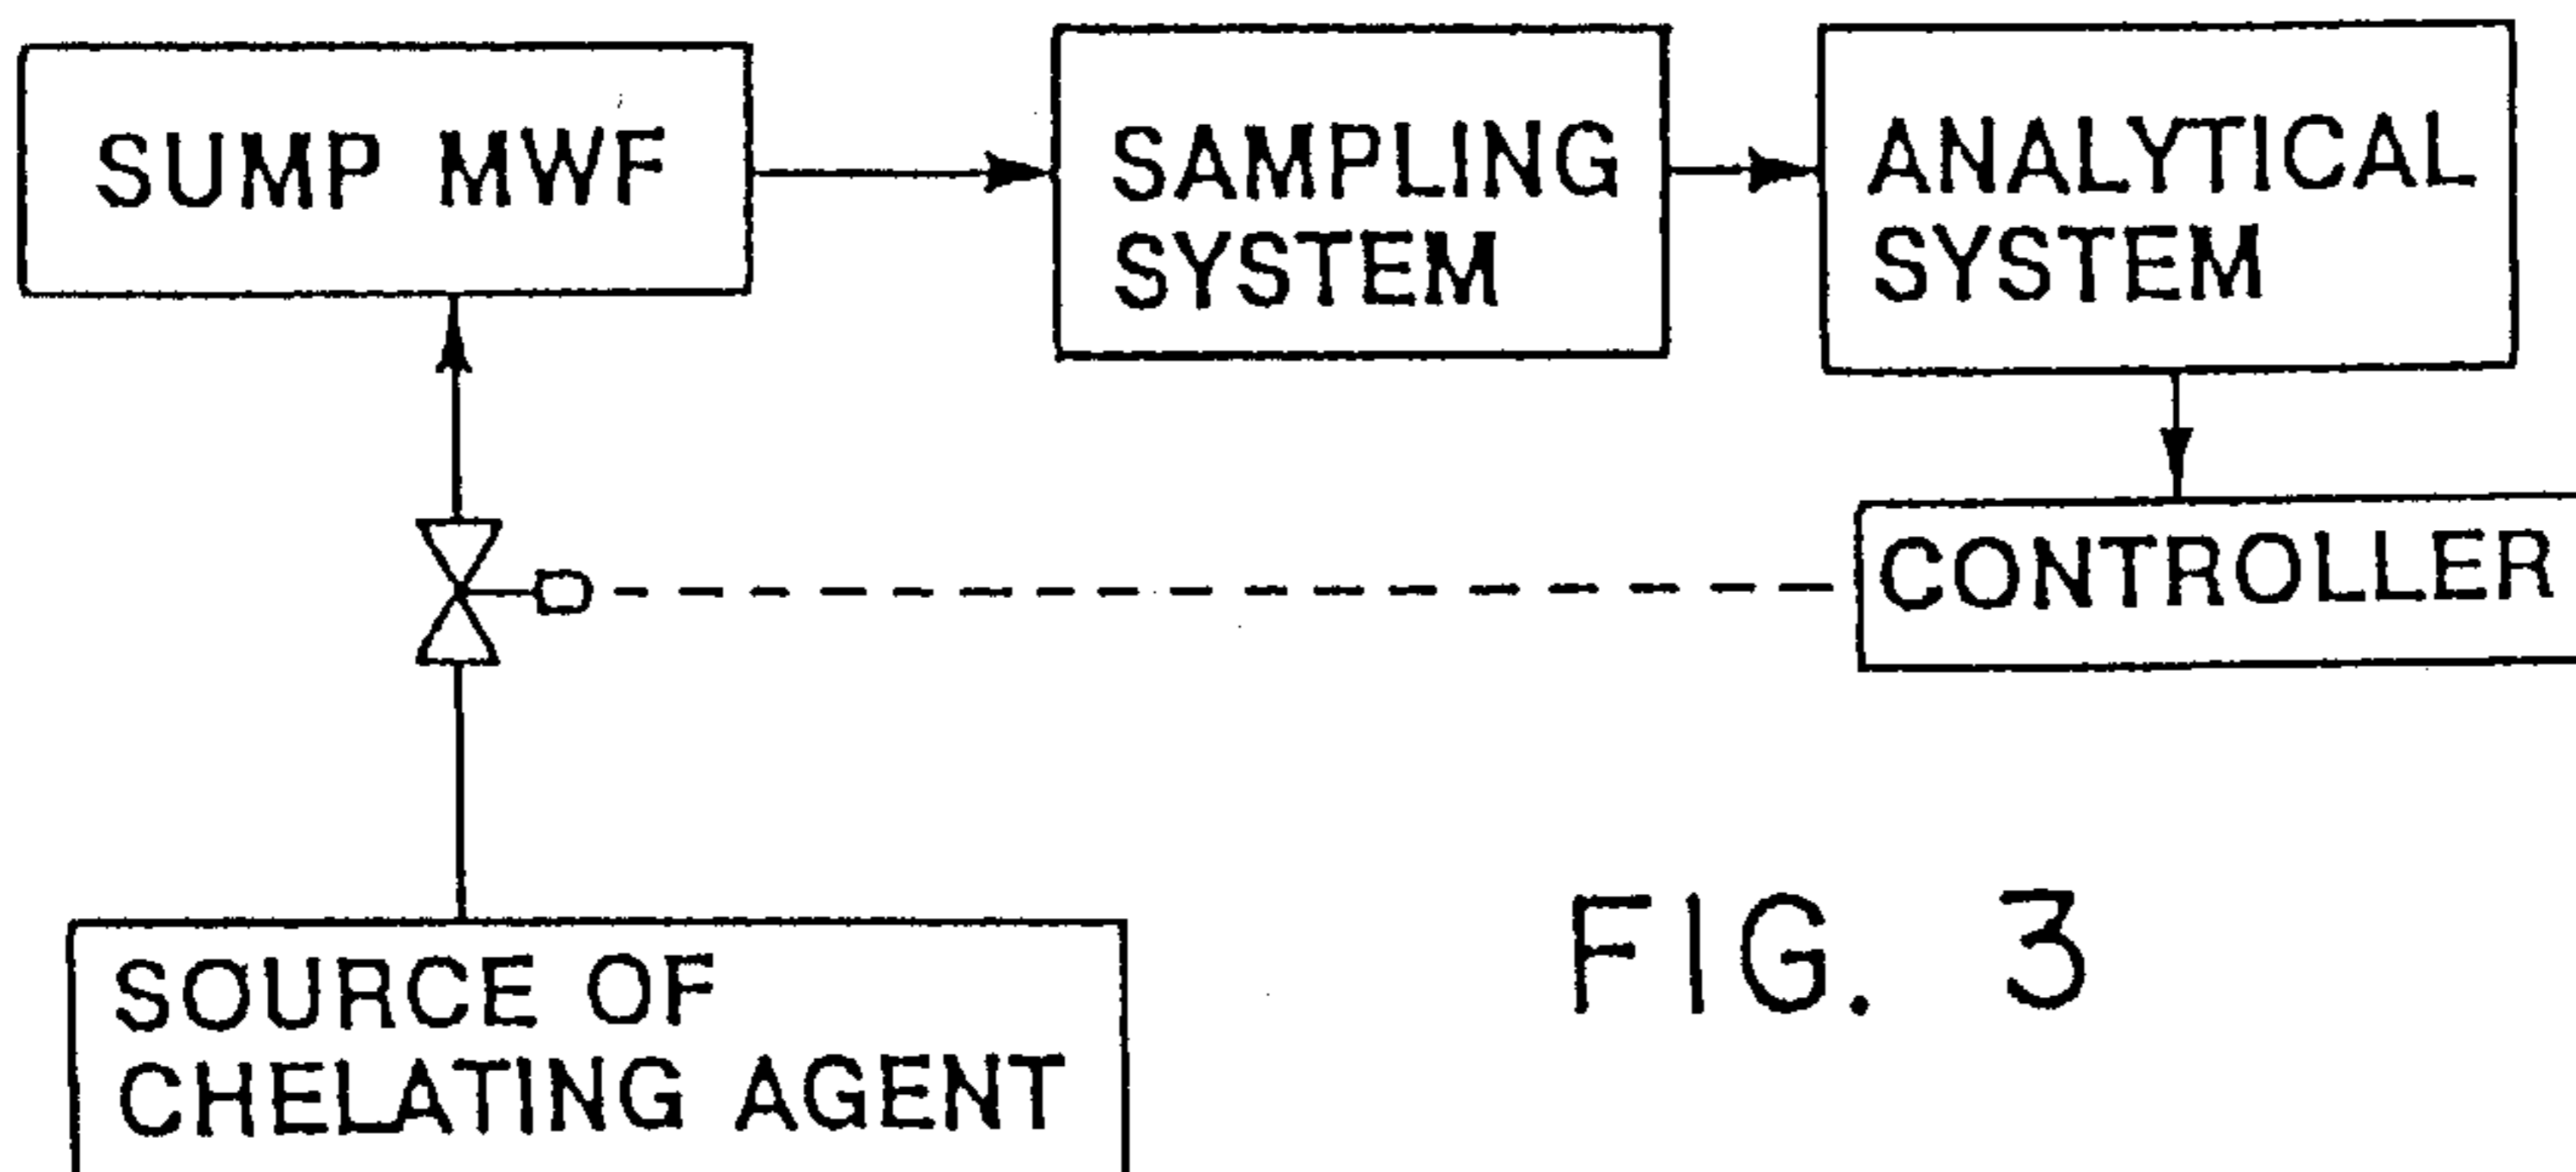 SUMP MWF
SAMPLING
SYSTEM
ANALYTICAL
SYSTEM
CONTROLLER
SOURCE OF
CHELATING AGENT
FIG. 3